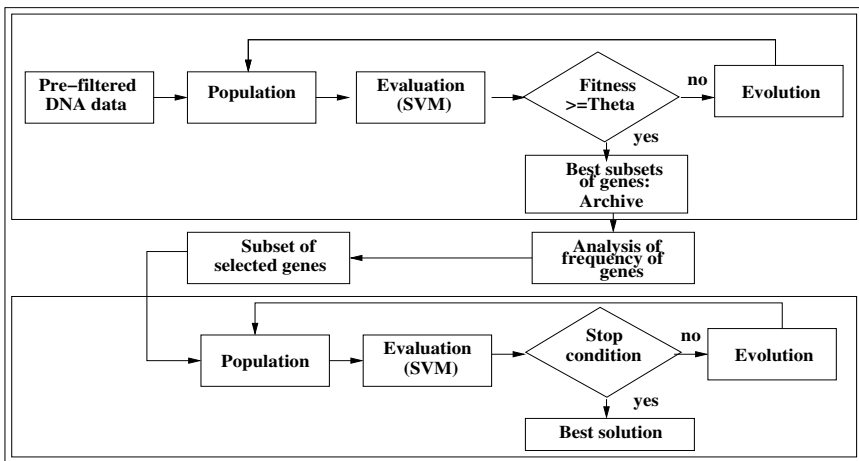 Pre-filtered
DNA data
Population
Evaluation
(SVM)
Fitness
>=Theta
no
Evolution
yes
Best subsets
of genes:
Archive
Subset of
selected genes
Analysis of
frequency of
genes
Population
Evaluation
(SVM)
Stop
condition
no
Evolution
yes
Best solution